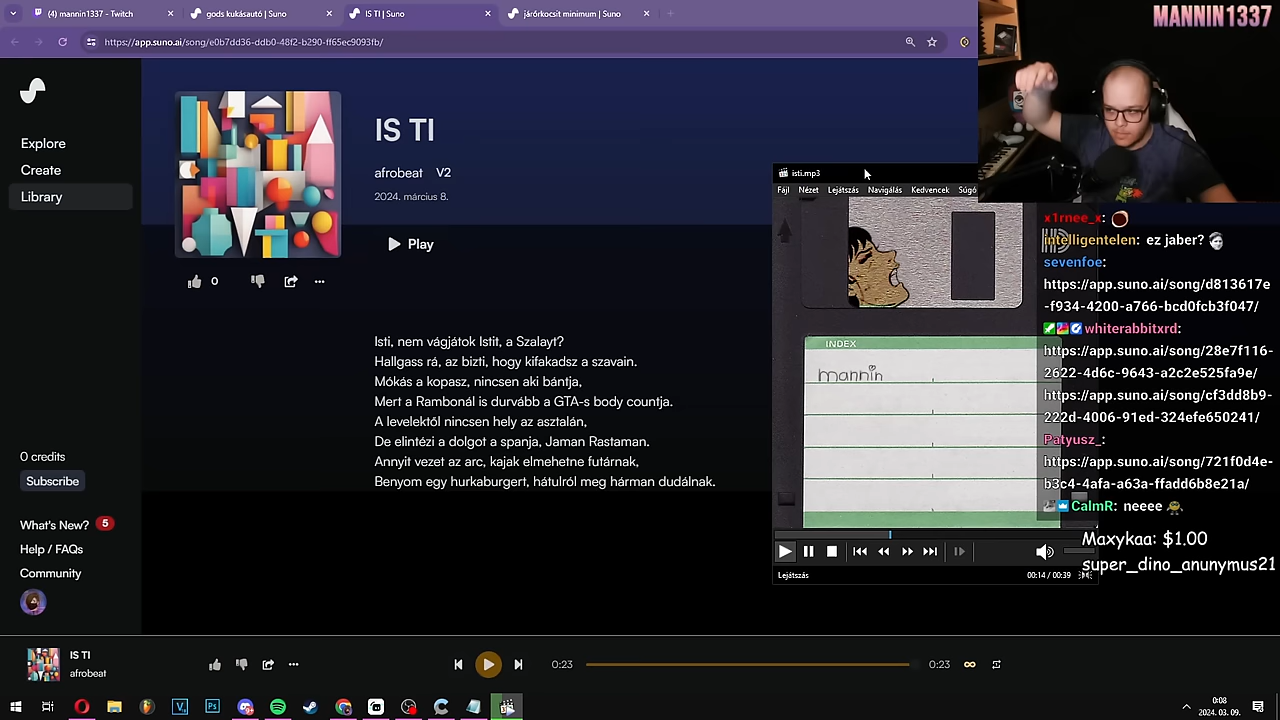 (4) mannin1337 - Twitch
gods kukásautó | Suno
IS TI | Suno
járőrkocsit minimum | Suno
MANNIN1337
https://app.suno.ai/song/e0b7dd36-ddb0-48f2-b290-ff65ec9093fb/
Explore
Create
Library
IS TI
afrobeat V2
2024. március 8.
Play
0
isti.mp3
Fájl Nézet Lejátszás Navigálás Kedvencek Súgó
INDEX
mannin
x1rnee_x:
intelligentelen: ez jaber?
sevenfoe:
https://app.suno.ai/song/d813617e
-f934-4200-a766-bcd0fcb3f047/
whiterabbitxrd:
https://app.suno.ai/song/28e7f116-
2622-4d6c-9643-a2c2e525fa9e/
https://app.suno.ai/song/cf3dd8b9-
222d-4006-91ed-324efe650241/
Patyusz_:
https://app.suno.ai/song/721f0d4e-
b3c4-4afa-a63a-ffadd6b8e21a/
CalmR: neeee
Isti, nem vágjátok Istit, a Szalayt?
Hallgass rá, az bizti, hogy kifakadsz a szavain.
Mókás a kopasz, nincsen aki bántja,
Mert a Rambonál is durvább a GTA-s body countja.
A levelektől nincsen hely az asztalán,
De elintézi a dolgot a spanja, Jaman Rastaman.
Annyit vezet az arc, kajak elmehetne futárnak,
Benyom egy hurkaburgert, hátulról meg hárman dudálnak.
0 credits
Subscribe
What's New? 5
Help / FAQs
Community
Maxykaa: $1.00
super_dino_anunymus21
Lejátszás
00:14 / 00:39
IS TI
afrobeat
0:23
0:23
0:08
2024. 03. 09.